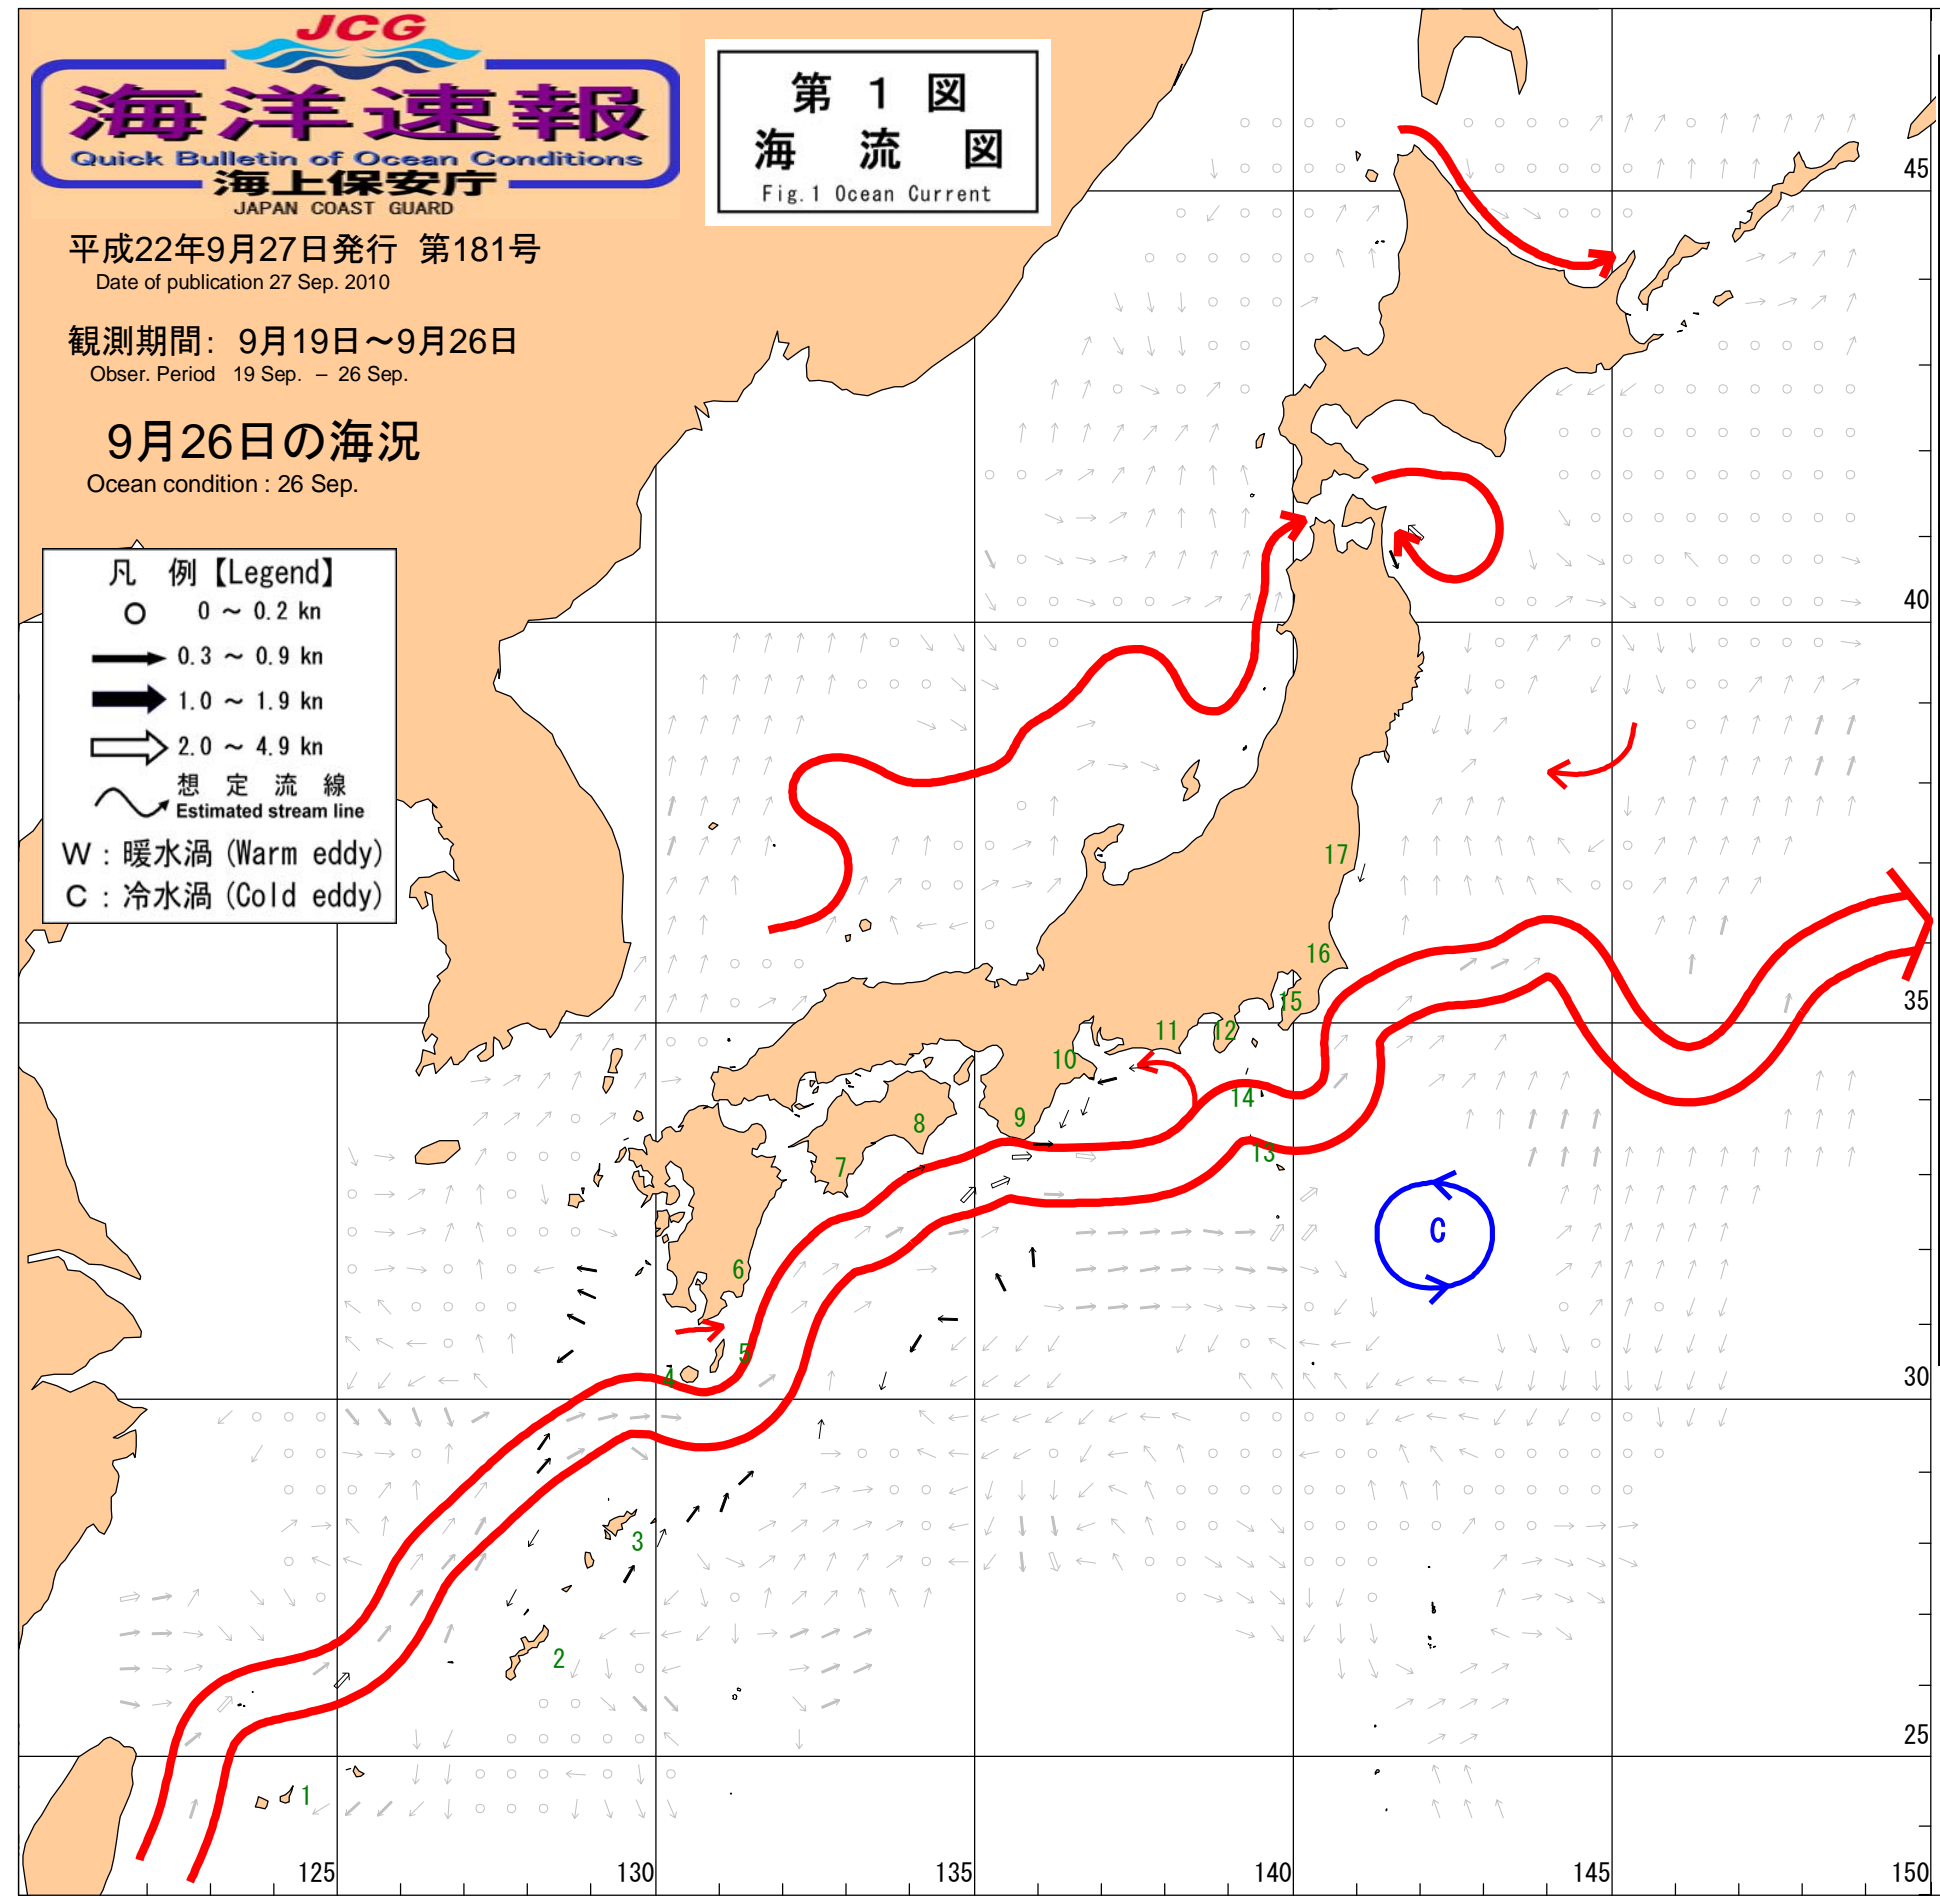 JCG
海洋速報
Quick Bulletin of Ocean Conditions
海上保安庁
JAPAN COAST GUARD
第 1 図
海 流 図
Fig.1 Ocean Current
平成22年9月27日発行 第181号
Date of publication 27 Sep. 2010
観測期間: 9月19日～9月26日
Obser. Period 19 Sep. – 26 Sep.
9月26日の海況
Ocean condition : 26 Sep.
凡 例【Legend】
0 ～ 0.2 kn
0.3 ～ 0.9 kn
1.0 ～ 1.9 kn
2.0 ～ 4.9 kn
想 定 流 線
Estimated stream line
W : 暖水渦 (Warm eddy)
C : 冷水渦 (Cold eddy)
45
40
17
16
35
15
11
12
10
14
9
8
13
7
C
6
5
4
30
3
2
25
1
125
130
135
140
145
150